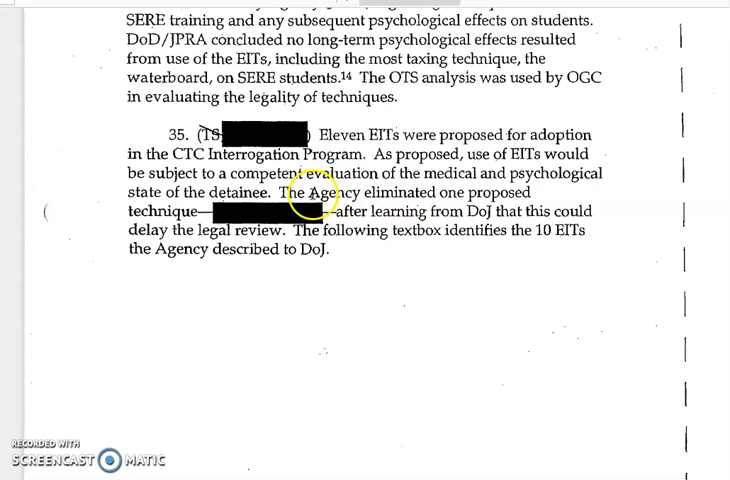 SERE training and any subsequent psychological effects on students.
DoD/JPRA concluded no long-term psychological effects resulted
from use of the EITs, including the most taxing technique, the
waterboard, on SERE students.14 The OTS analysis was used by OGC
in evaluating the legality of techniques.
35. (TS ) Eleven EITs were proposed for adoption
in the CTC Interrogation Program. As proposed, use of EITs would
be subject to a competent evaluation of the medical and psychological
state of the detainee. The Agency eliminated one proposed
technique— —after learning from DoJ that this could
delay the legal review. The following textbox identifies the 10 EITs
the Agency described to DoJ.
RECORDED WITH
SCREENCAST MATIC